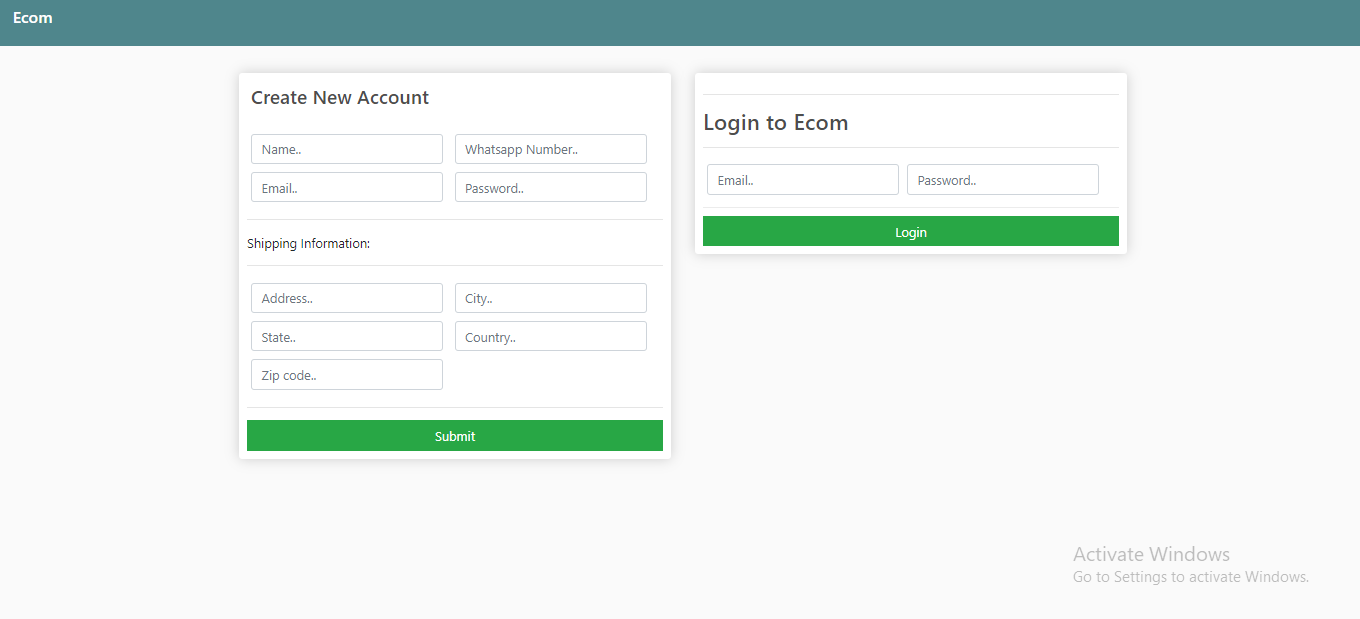 Ecom
Create New Account
Name..
Whatsapp Number..
Email..
Password..
Shipping Information:
Address..
City..
State..
Country..
Zip code..
Submit
Login to Ecom
Email..
Password..
Login
Activate Windows
Go to Settings to activate Windows.